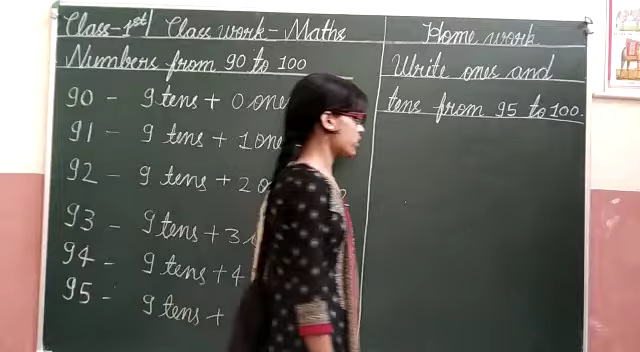 Class-1st Class work - Maths
Numbers from 90 to 100
90 - 9 tens + 0 one
91 - 9 tens + 1 one
92 - 9 tens + 2
93 - 9 tens + 3
94 - 9 tens + 4
95 - 9 tens +
Home work
Write ones and
tens from 95 to 100.